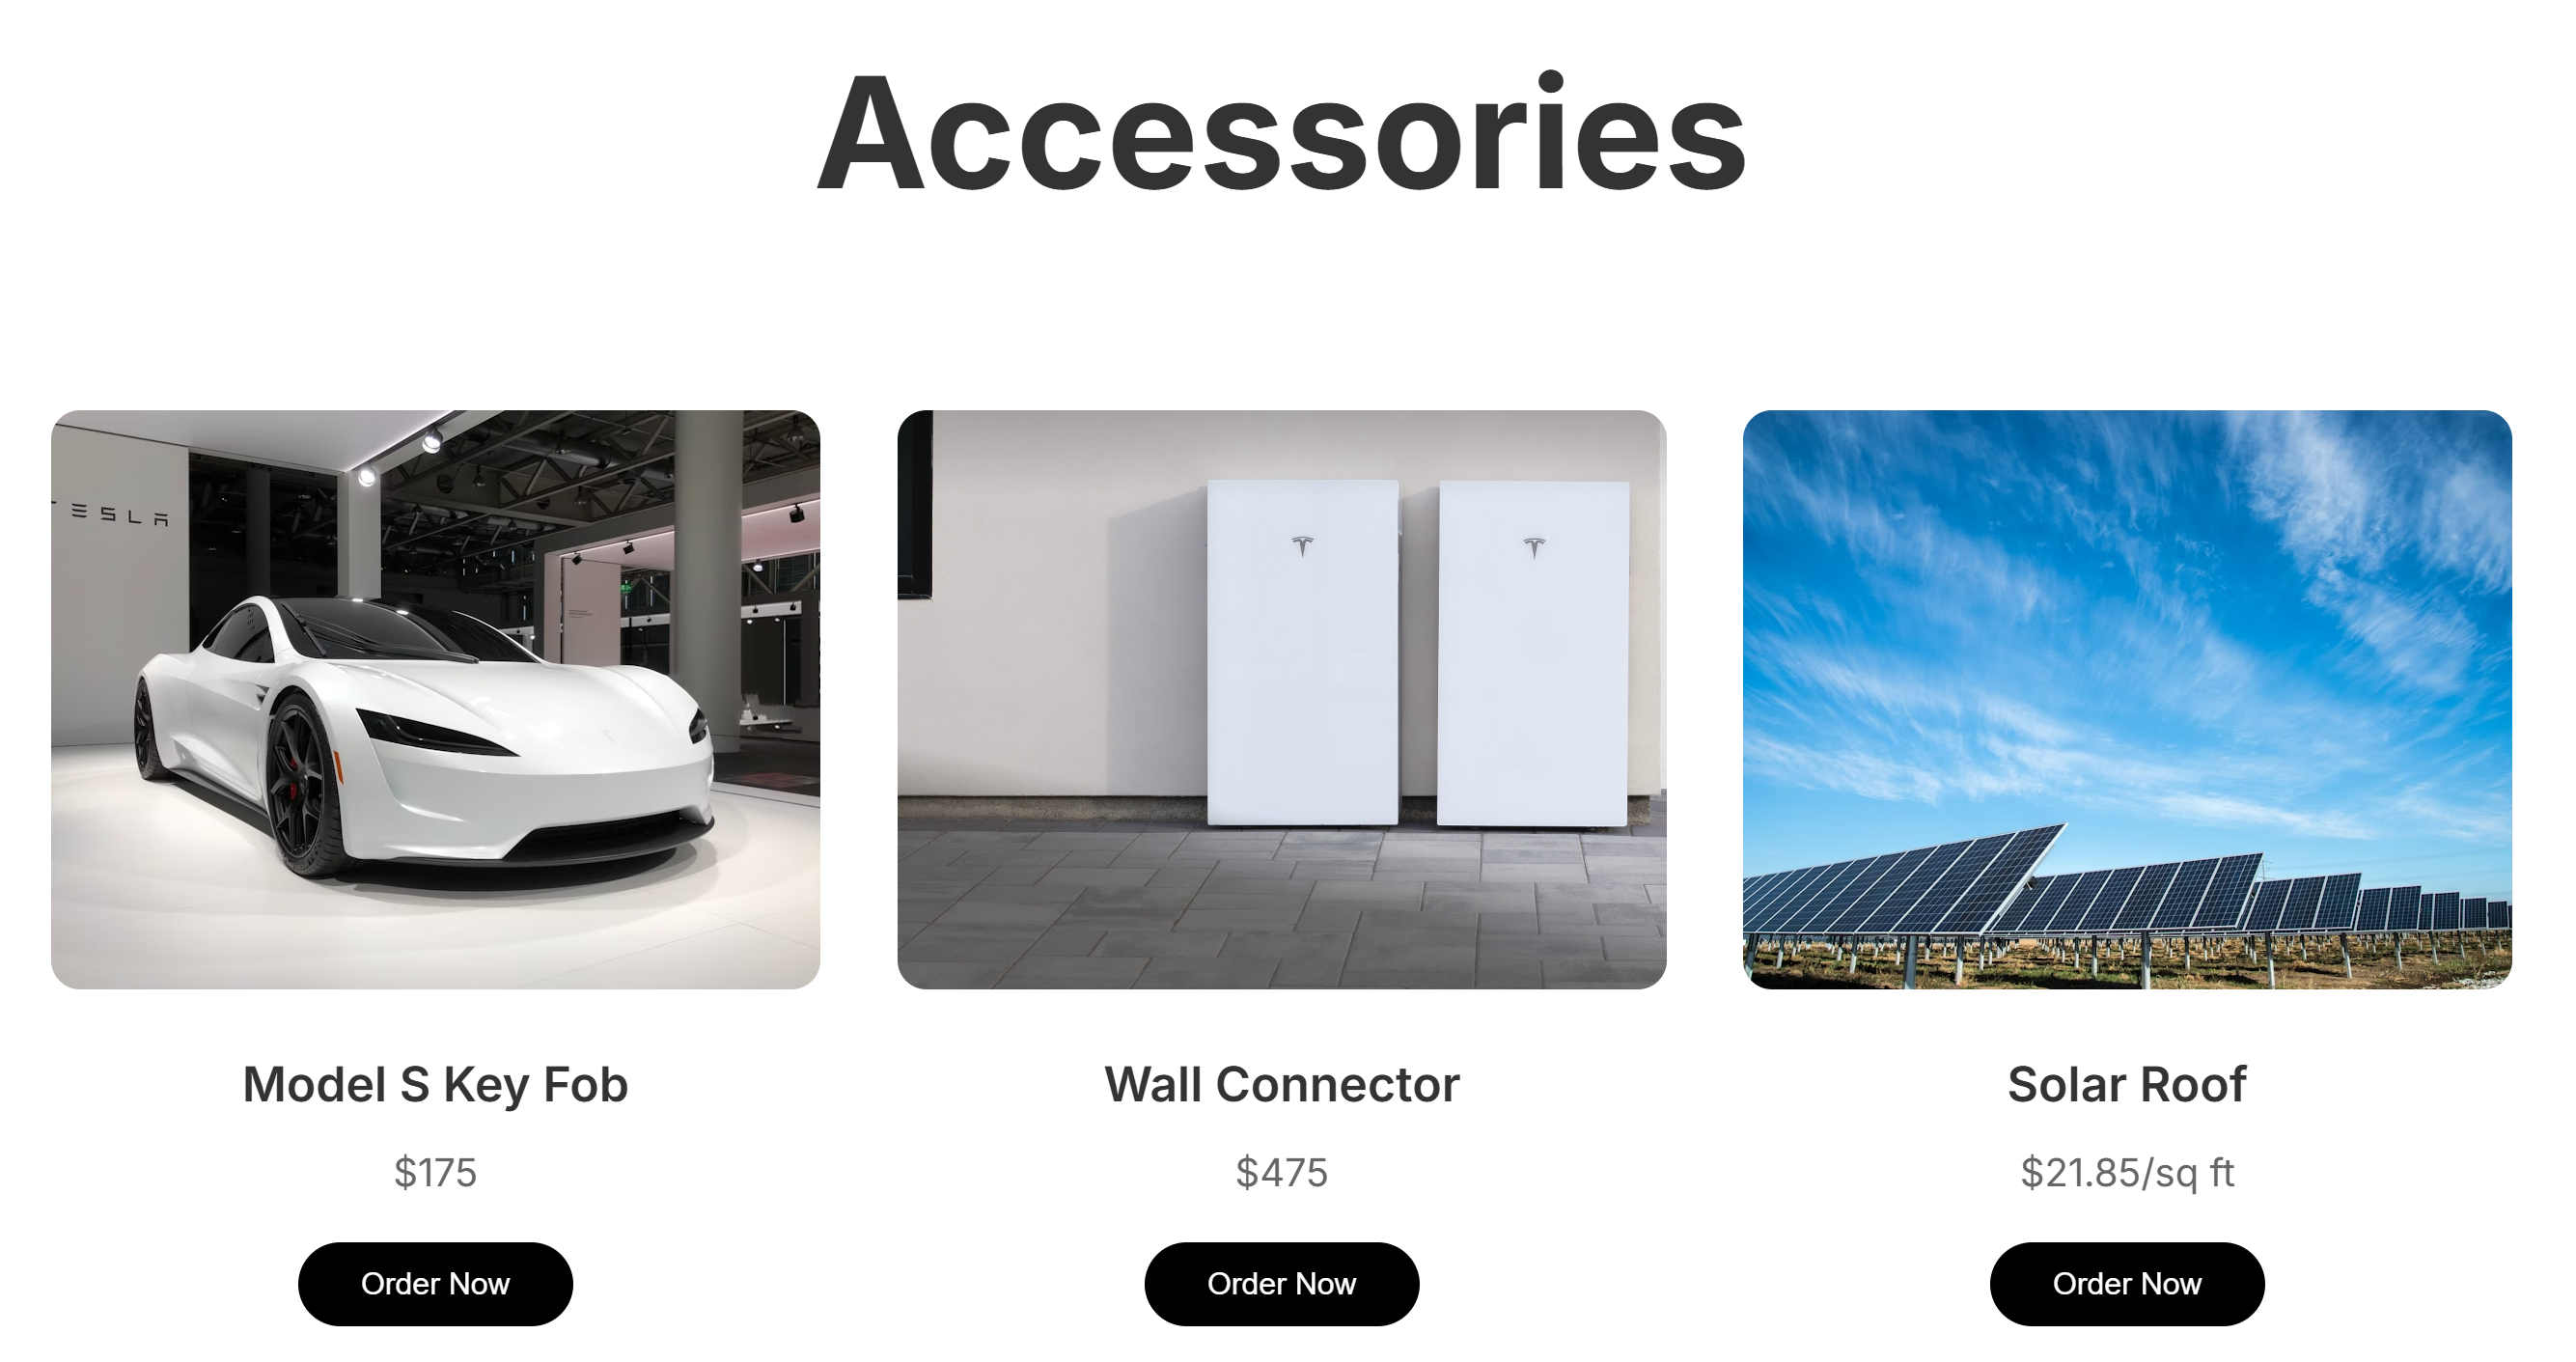 Accessories
TESLA
Model S Key Fob
Wall Connector
Solar Roof
$175
$475
$21.85/sq ft
Order Now
Order Now
Order Now